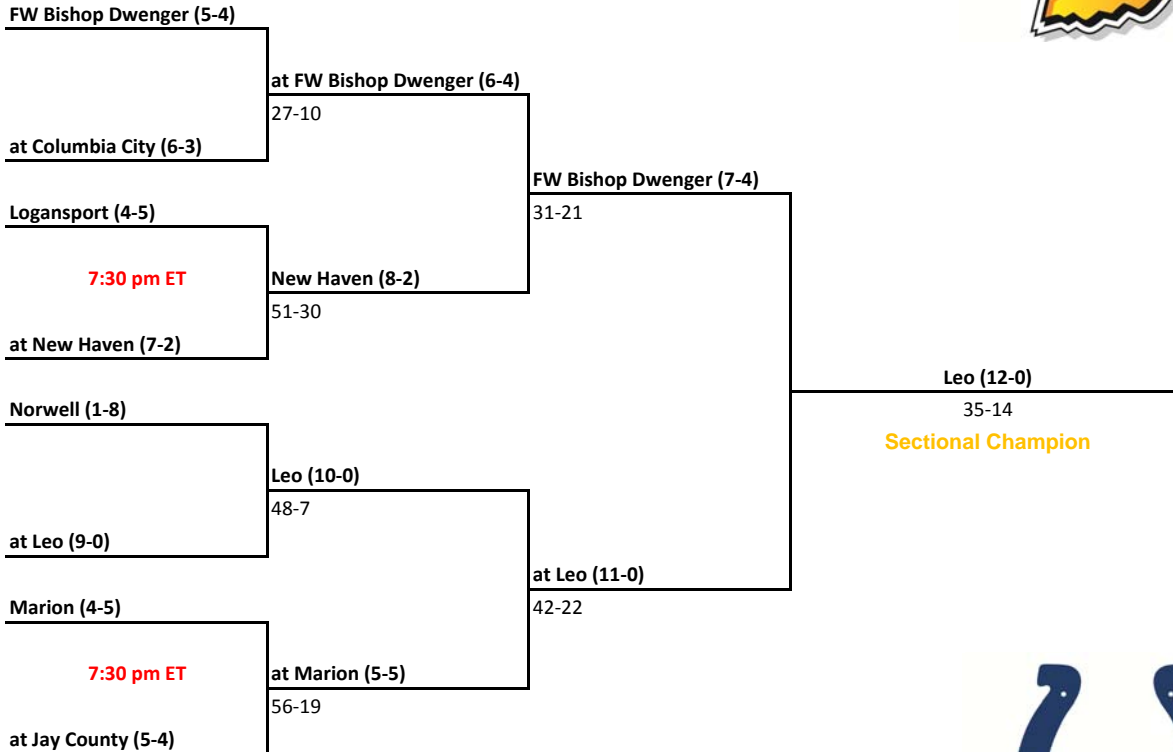 FW Bishop Dwenger (5-4)
at FW Bishop Dwenger (6-4)
27-10
at Columbia City (6-3)
FW Bishop Dwenger (7-4)
31-21
Logansport (4-5)
7:30 pm ET
New Haven (8-2)
51-30
at New Haven (7-2)
Leo (12-0)
35-14
Sectional Champion
Norwell (1-8)
Leo (10-0)
48-7
at Leo (9-0)
at Leo (11-0)
42-22
Marion (4-5)
7:30 pm ET
at Marion (5-5)
56-19
at Jay County (5-4)